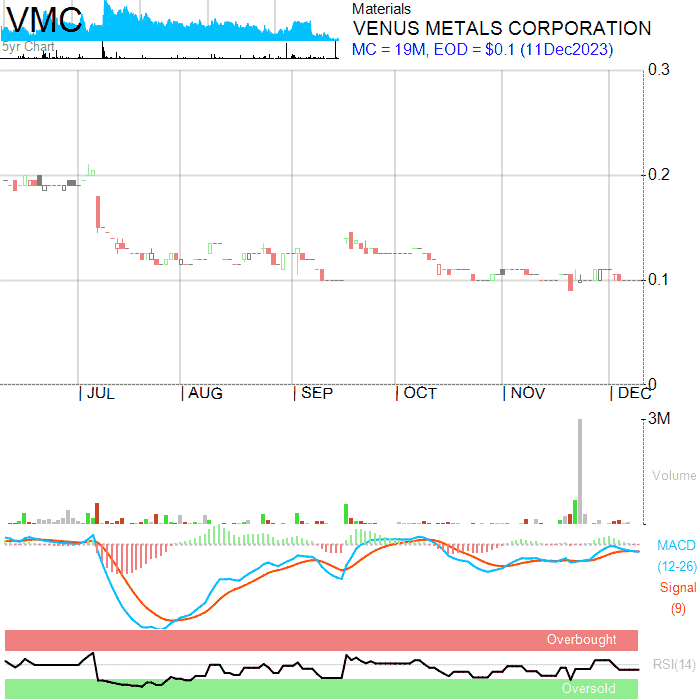 VMC
5yr Chart
Materials
VENUS METALS CORPORATION
MC = 19M, EOD = $0.1 (11Dec2023)
0.3
0.2
0.1
0
JUL
AUG
SEP
OCT
NOV
DEC
3M
Volume
MACD
(12-26)
Signal
(9)
Overbought
RSI(14)
Oversold